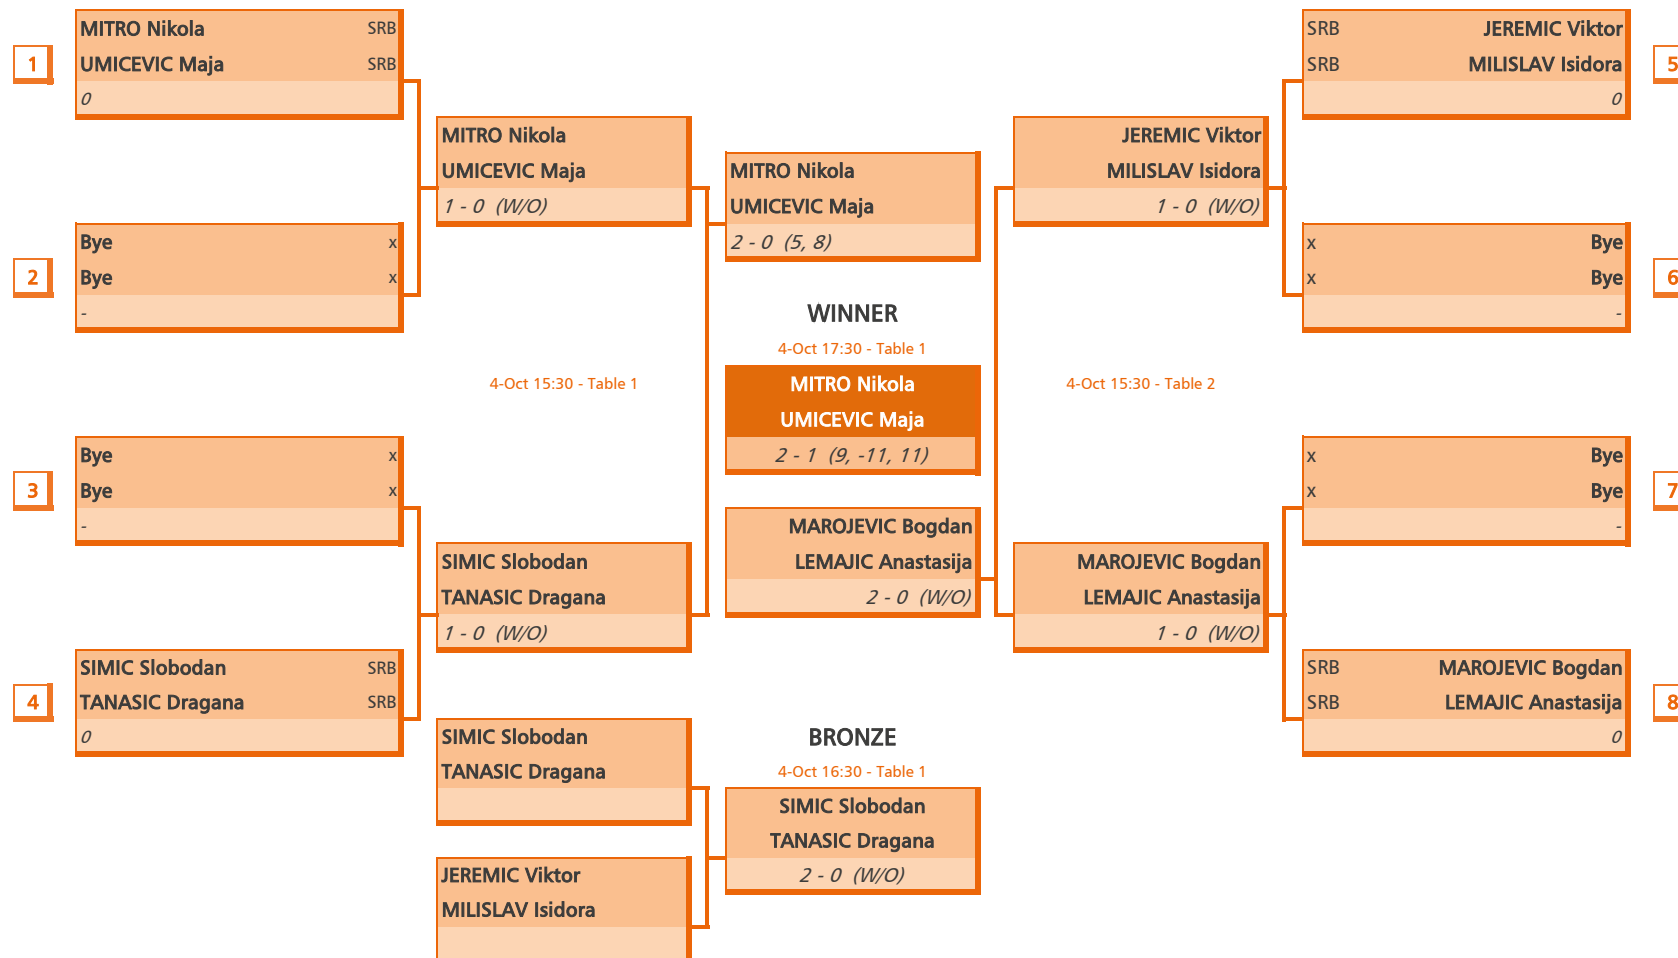 MITRO Nikola SRB
1 UMICEVIC Maja SRB
0
Bye x
2 Bye x
-
Bye x
3 Bye x
-
SIMIC Slobodan SRB
4 TANASIC Dragana SRB
0
MITRO Nikola
UMICEVIC Maja
1 - 0 (W/O)
4-Oct 15:30 - Table 1
SIMIC Slobodan
TANASIC Dragana
1 - 0 (W/O)
SIMIC Slobodan
TANASIC Dragana
JEREMIC Viktor
MILISLAV Isidora
MITRO Nikola
UMICEVIC Maja
2 - 0 (5, 8)
WINNER
4-Oct 17:30 - Table 1
MITRO Nikola
UMICEVIC Maja
2 - 1 (9, -11, 11)
MAROJEVIC Bogdan
LEMAJIC Anastasija
2 - 0 (W/O)
BRONZE
4-Oct 16:30 - Table 1
SIMIC Slobodan
TANASIC Dragana
2 - 0 (W/O)
JEREMIC Viktor
MILISLAV Isidora
1 - 0 (W/O)
4-Oct 15:30 - Table 2
MAROJEVIC Bogdan
LEMAJIC Anastasija
1 - 0 (W/O)
SRB JEREMIC Viktor
SRB MILISLAV Isidora 5
0
x Bye
x Bye 6
-
x Bye
x Bye 7
-
SRB MAROJEVIC Bogdan
SRB LEMAJIC Anastasija 8
0